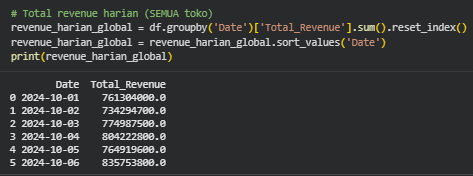 # Total revenue harian (SEMUA toko)
revenue_harian_global = df.groupby('Date')['Total_Revenue'].sum().reset_index()
revenue_harian_global = revenue_harian_global.sort_values('Date')
print(revenue_harian_global)
Date Total_Revenue
0 2024-10-01 761304000.0
1 2024-10-02 734294700.0
2 2024-10-03 774987500.0
3 2024-10-04 804222800.0
4 2024-10-05 764919600.0
5 2024-10-06 835753800.0